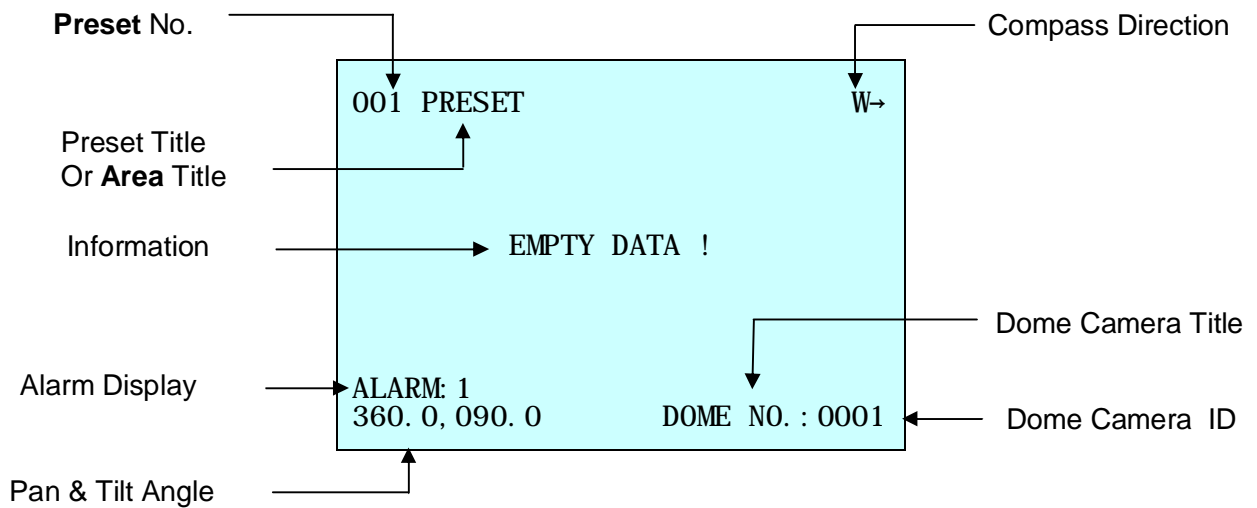 Preset No.
Compass Direction
001 PRESET
W→
Preset Title
Or Area Title
Information
EMPTY DATA !
Dome Camera Title
Alarm Display
ALARM: 1
360.0,090.0
DOME NO.:0001
Dome Camera ID
Pan & Tilt Angle